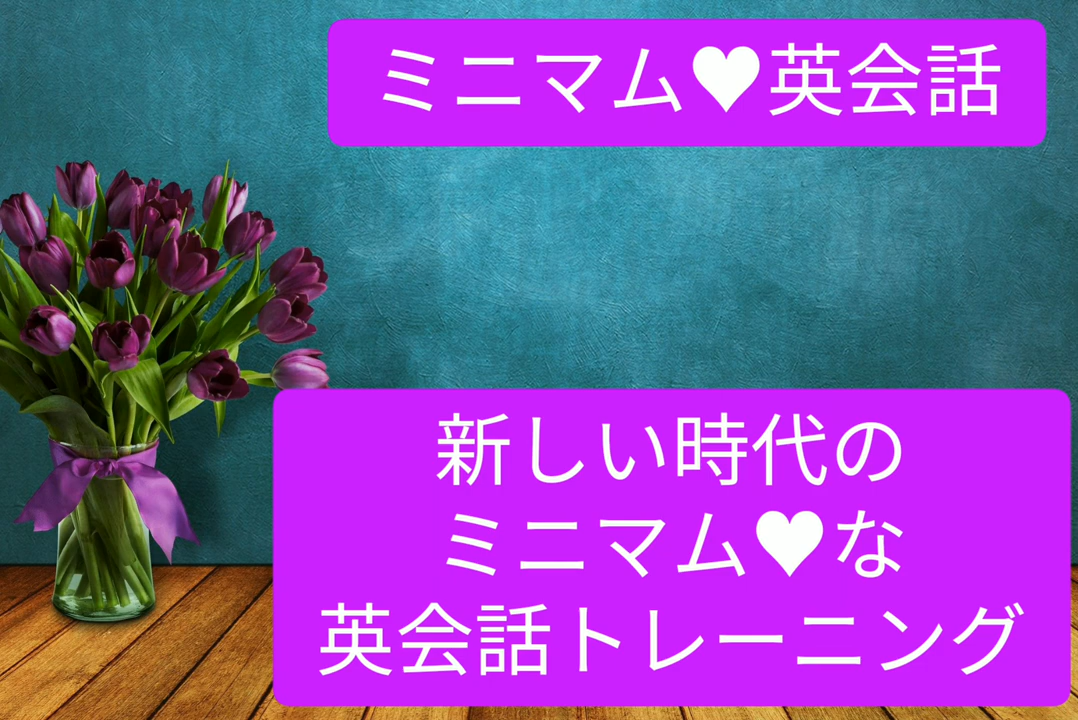 ミニマム♥英会話
新しい時代の
ミニマム♥な
英会話トレーニング